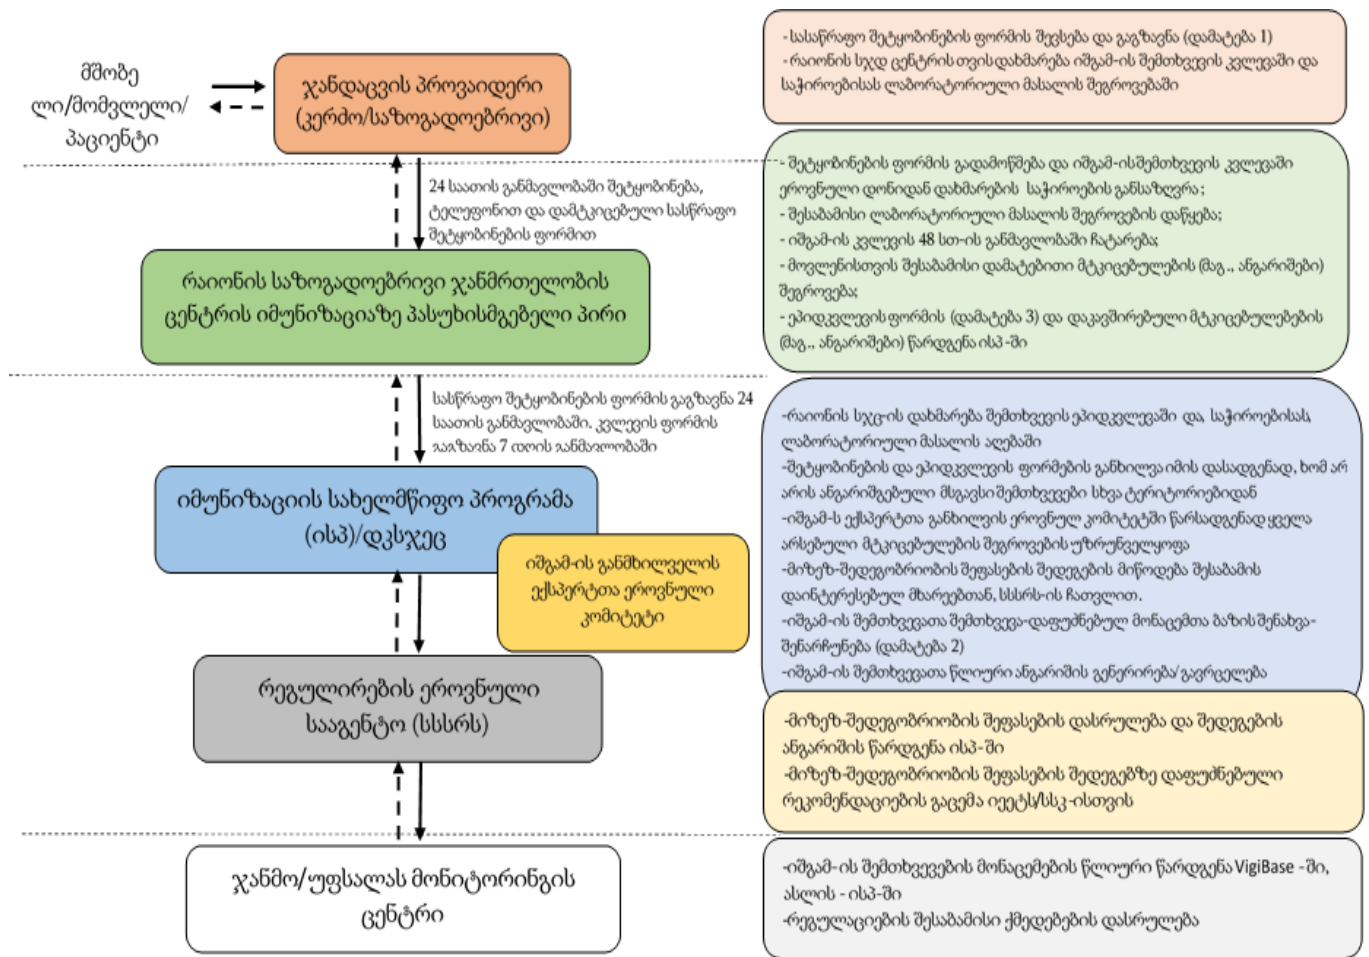 მშობე
ლი/მომვლელი/
პაციენტი
ჯანდაცვის პროვაიდერი
(კერძო/საზოგადოებრივი)
- სასაწრაფო შეტყობინების ფორმის შევსება და გაგზავნა (დამატება 1)
- რაიონის სჯდ ცენტრის თვის დახმარება იშგამ-ის შემთხვევის კვლევაში და
საჭიროებისას ლაბორატორიული მასალის შეგროვებაში
24 საათის განმავლობაში შეტყობინება,
ტელეფონით და დამტკიცებული სასწრაფო
შეტყობინების ფორმით
რაიონის საზოგადოებრივი ჯანმრთელობის
ცენტრის იმუნიზაციაზე პასუხისმგებელი პირი
- შეტყობინების ფორმის გადამოწმება და იშგამ-ის შემთხვევის კვლევაში
ეროვნული დონიდან დახმარების საჭიროების განსაზღვრა;
- შესაბამისი ლაბორატორიული მასალის შეგროვების დაწყება;
- იშგამ-ის კვლევის 48 სთ-ის განმავლობაში ჩატარება;
- მოვლენისთვის შესაბამისი დამატებითი მტკიცებულების (მაგ., ანგარიშები)
შეგროვება;
- ეპიდკვლევის ფორმის (დამატება 3) და დაკავშირებული მტკიცებულებების
(მაგ., ანგარიშები) წარდგენა ისპ-ში
სასწრაფო შეტყობინების ფორმის გაგზავნა 24
საათის განმავლობაში. კვლევის ფორმის
გაგზავნა 7 დღის განმავლობაში
იმუნიზაციის სახელმწიფო პროგრამა
(ისპ)/დკსჯეც
იშგამ-ის განმხილველის
ექსპერტთა ეროვნული
კომიტეტი
-რაიონის სჯც-ის დახმარება შემთხვევის ეპიდკვლევაში და, საჭიროებისას,
ლაბორატორიული მასალის აღებაში
-შეტყობინების და ეპიდკვლევის ფორმების განხილვა იმის დასადგენად, ხომ არ
არის ანგარიშგებული მსგავსი შემთხვევები სხვა ტერიტორიებიდან
-იშგამ-ს ექსპერტთა განხილვის ეროვნულ კომიტეტში წარსადგენად ყველა
არსებული მტკიცებულების შეგროვების უზრუნველყოფა
-მიზეზ-შედეგობრიობის შეფასების შედეგების მიწოდება შესაბამის
დაინტერესებულ მხარეებთან, სსსრს-ის ჩათვლით.
-იშგამ-ის შემთხვევათა შემთხვევა-დაფუძნებულ მონაცემთა ბაზის შენახვა-
შენარჩუნება (დამატება 2)
-იშგამ-ის შემთხვევათა წლიური ანგარიშის გენერირება/გავრცელება
რეგულირების ეროვნული
სააგენტო (სსსრს)
-მიზეზ-შედეგობრიობის შეფასების დასრულება და შედეგების
ანგარიშის წარდგენა ისპ-ში
-მიზეზ-შედეგობრიობის შეფასების შედეგებზე დაფუძნებული
რეკომენდაციების გაცემა იეეტს/სსკ-ისთვის
ჯანმო/უფსალას მონიტორინგის
ცენტრი
-იშგამ-ის შემთხვევების მონაცემების წლიური წარდგენა VigiBase -ში,
ასლის - ისპ-ში
-რეგულაციების შესაბამისი ქმედებების დასრულება